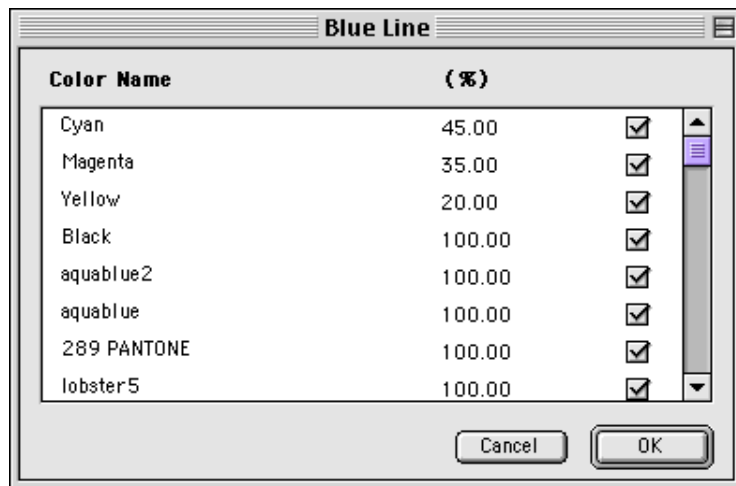 Blue Line
Color Name (%)
Cyan 45.00
Magenta 35.00
Yellow 20.00
Black 100.00
aquablue2 100.00
aquablue 100.00
289 PANTONE 100.00
lobster5 100.00
Cancel OK